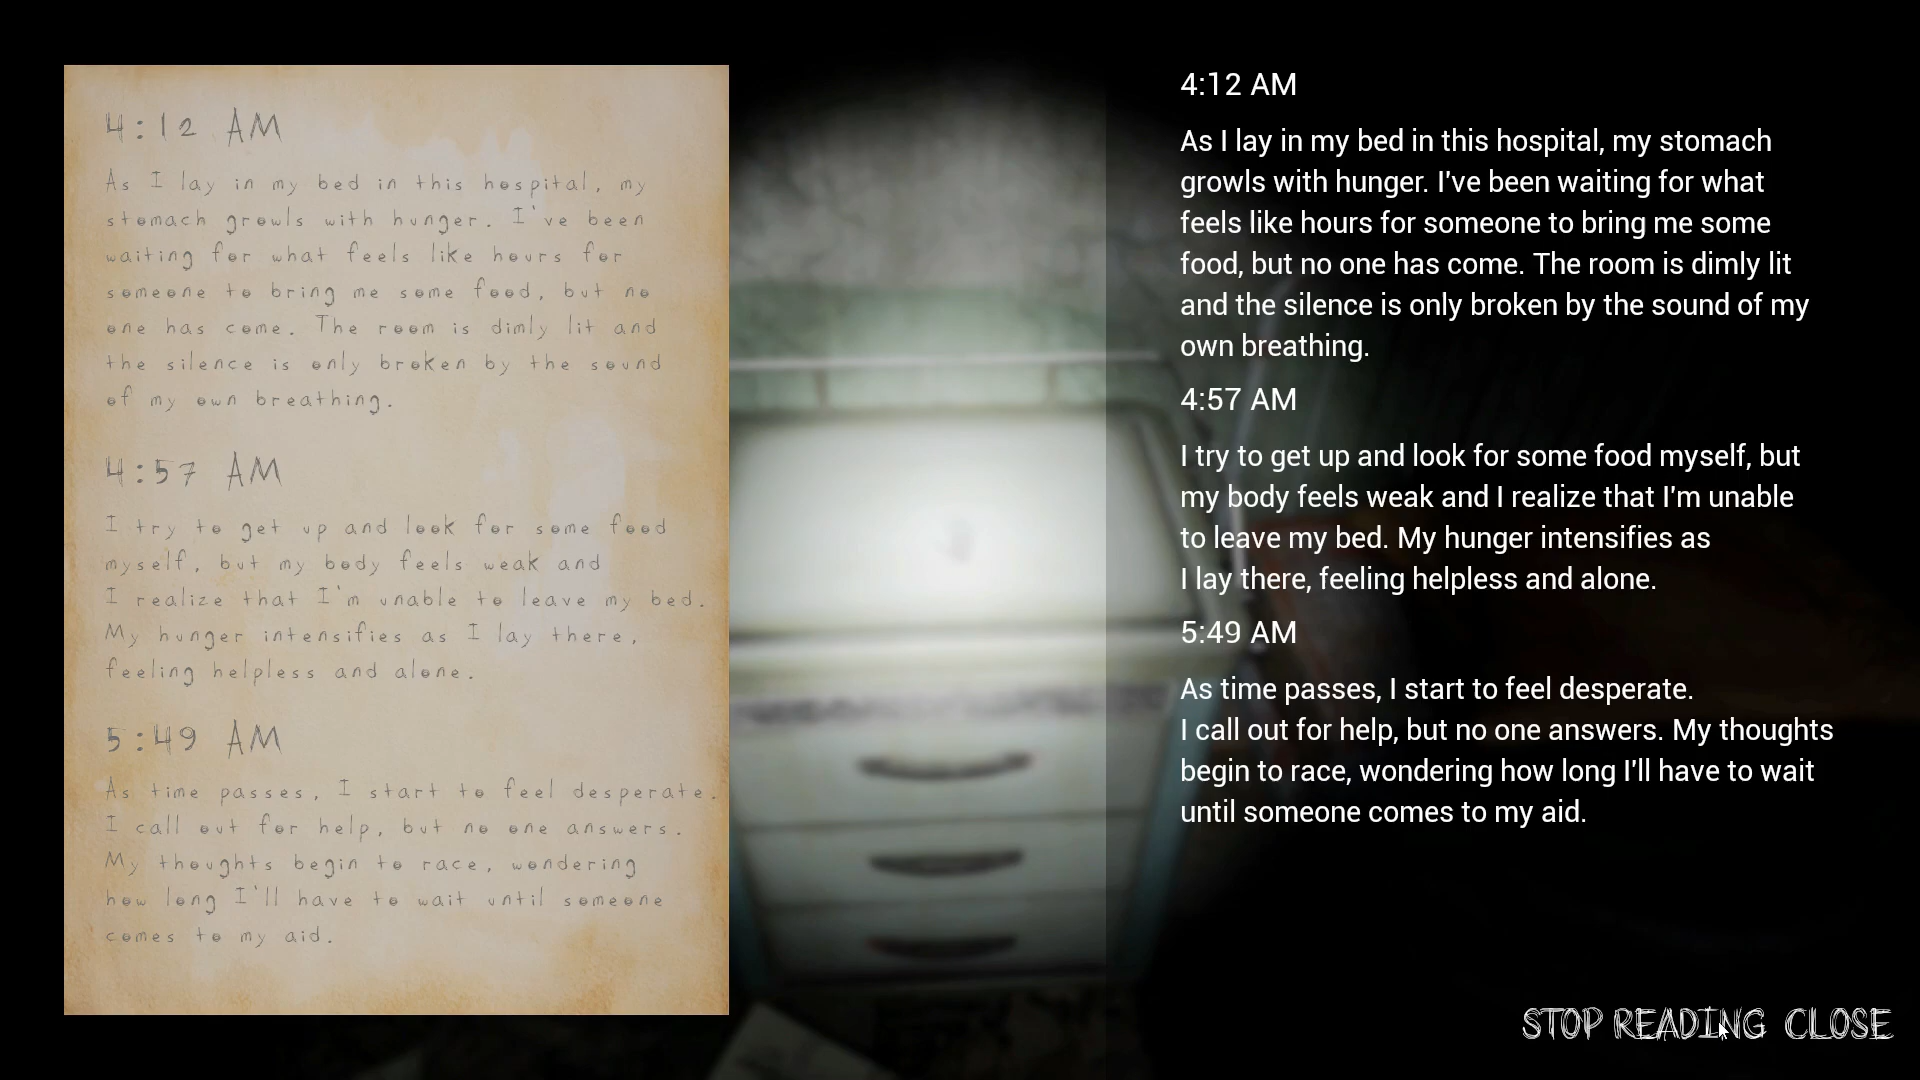 4:12 AM
As I lay in my bed in this hospital, my
stomach growls with hunger. I've been
waiting for what feels like hours for
someone to bring me some food, but no
one has come. The room is dimly lit and
the silence is only broken by the sound
of my own breathing.
4:57 AM
I try to get up and look for some food
myself, but my body feels weak and
I realize that I'm unable to leave my bed.
My hunger intensifies as I lay there,
feeling helpless and alone.
5:49 AM
As time passes, I start to feel desperate.
I call out for help, but no one answers.
My thoughts begin to race, wondering
how long I'll have to wait until someone
comes to my aid.
4:12 AM
As I lay in my bed in this hospital, my stomach
growls with hunger. I've been waiting for what
feels like hours for someone to bring me some
food, but no one has come. The room is dimly lit
and the silence is only broken by the sound of my
own breathing.
4:57 AM
I try to get up and look for some food myself, but
my body feels weak and I realize that I'm unable
to leave my bed. My hunger intensifies as
I lay there, feeling helpless and alone.
5:49 AM
As time passes, I start to feel desperate.
I call out for help, but no one answers. My thoughts
begin to race, wondering how long I'll have to wait
until someone comes to my aid.
STOP READING CLOSE